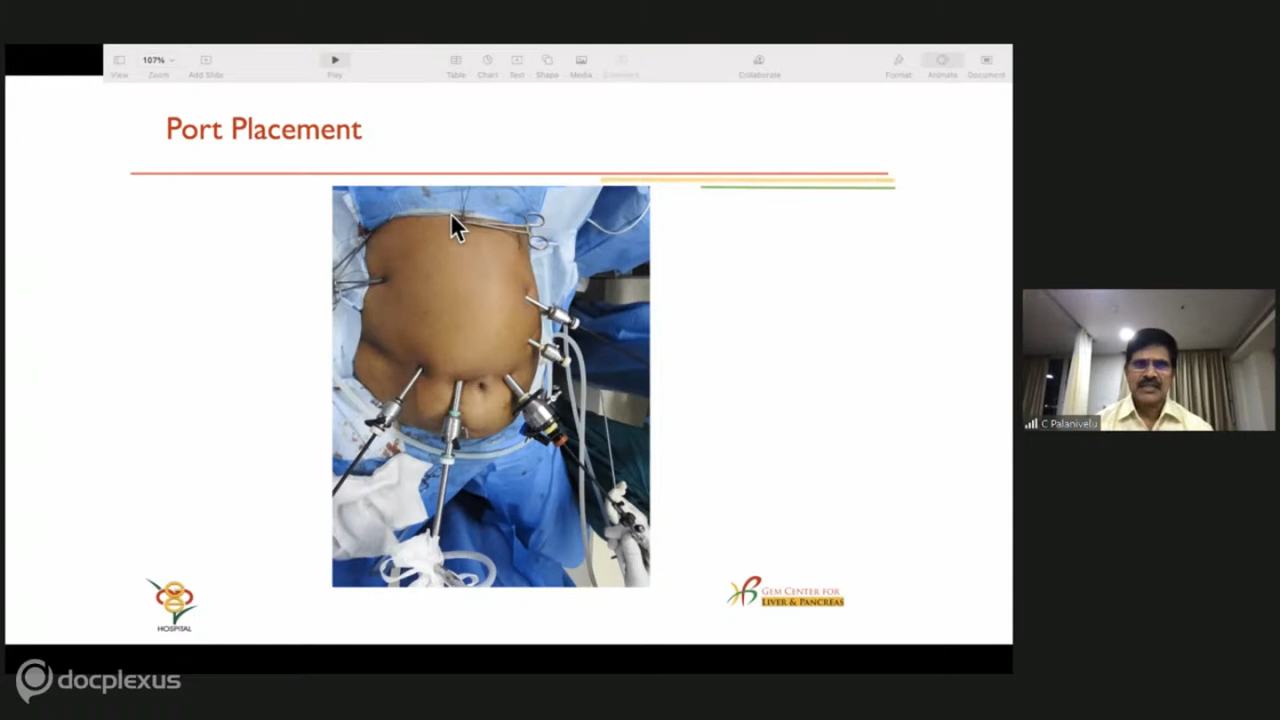 107%
View
Zoom
Add Slide
Play
Table
Chart
Text
Shape
Media
Comment
Collaborate
Format
Animate
Document
Port Placement
C Palanivelu
HOSPITAL
GEM CENTER FOR
LIVER & PANCREAS
docplexus